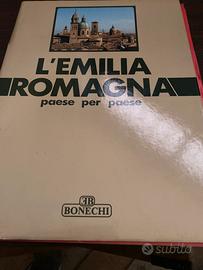 L'EMILIA
ROMAGNA
paese per paese
BONECHI
subito